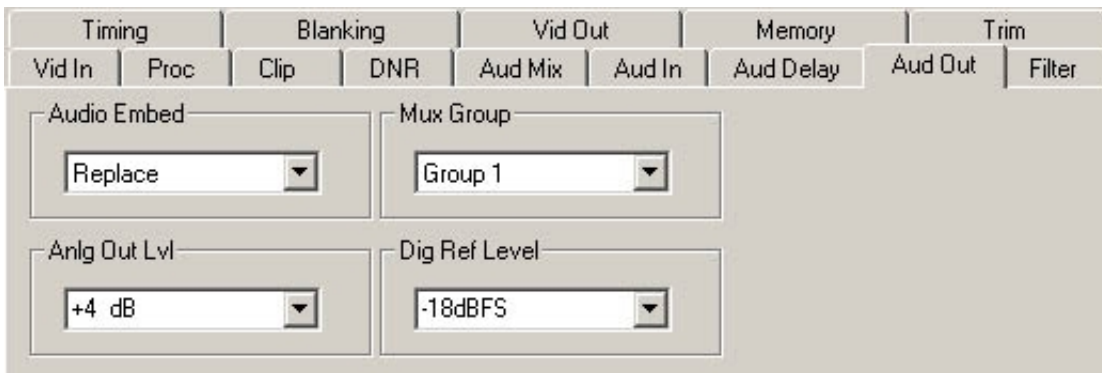 Timing Blanking Vid Out Memory Trim
Vid In Proc Clip DNR Aud Mix Aud In Aud Delay Aud Out Filter
Audio Embed Mux Group
Replace Group 1
Anlg Out Lvl Dig Ref Level
+4 dB -18dBFS